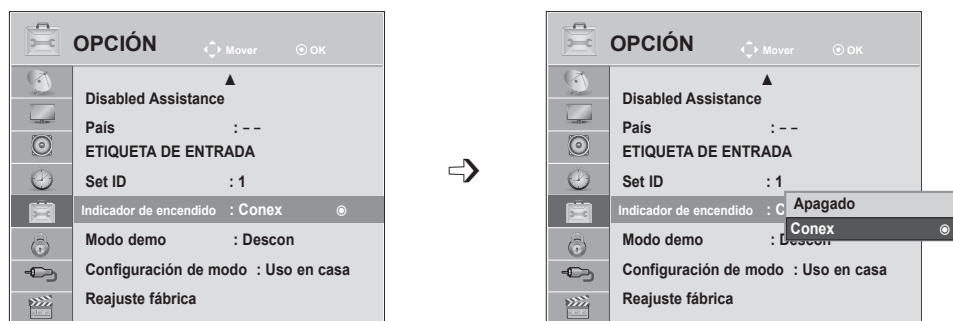 OPCIÓN Mover OK
▲
Disabled Assistance
País : – –
ETIQUETA DE ENTRADA
Set ID : 1
Indicador de encendido : Conex
Modo demo : Descon
Configuración de modo : Uso en casa
Reajuste fábrica
OPCIÓN Mover OK
▲
Disabled Assistance
País : – –
ETIQUETA DE ENTRADA
Set ID : 1
Indicador de encendido : C
Apagado
Conex
Modo demo : Descon
Configuración de modo : Uso en casa
Reajuste fábrica